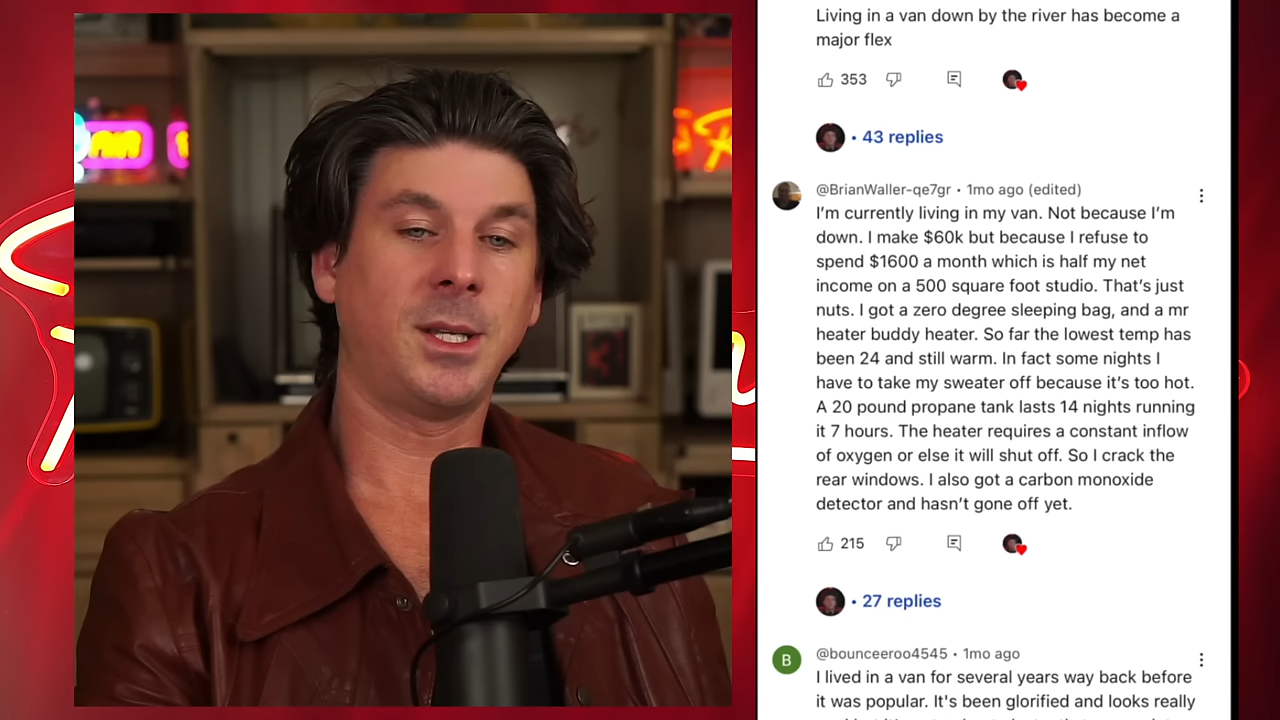 Living in a van down by the river has become a
major flex
353
• 43 replies
@BrianWaller-qe7gr • 1mo ago (edited)
I’m currently living in my van. Not because I’m
down. I make $60k but because I refuse to
spend $1600 a month which is half my net
income on a 500 square foot studio. That’s just
nuts. I got a zero degree sleeping bag, and a mr
heater buddy heater. So far the lowest temp has
been 24 and still warm. In fact some nights I
have to take my sweater off because it’s too hot.
A 20 pound propane tank lasts 14 nights running
it 7 hours. The heater requires a constant inflow
of oxygen or else it will shut off. So I crack the
rear windows. I also got a carbon monoxide
detector and hasn’t gone off yet.
215
• 27 replies
B
@bounceeroo4545 • 1mo ago
I lived in a van for several years way back before
it was popular. It's been glorified and looks really